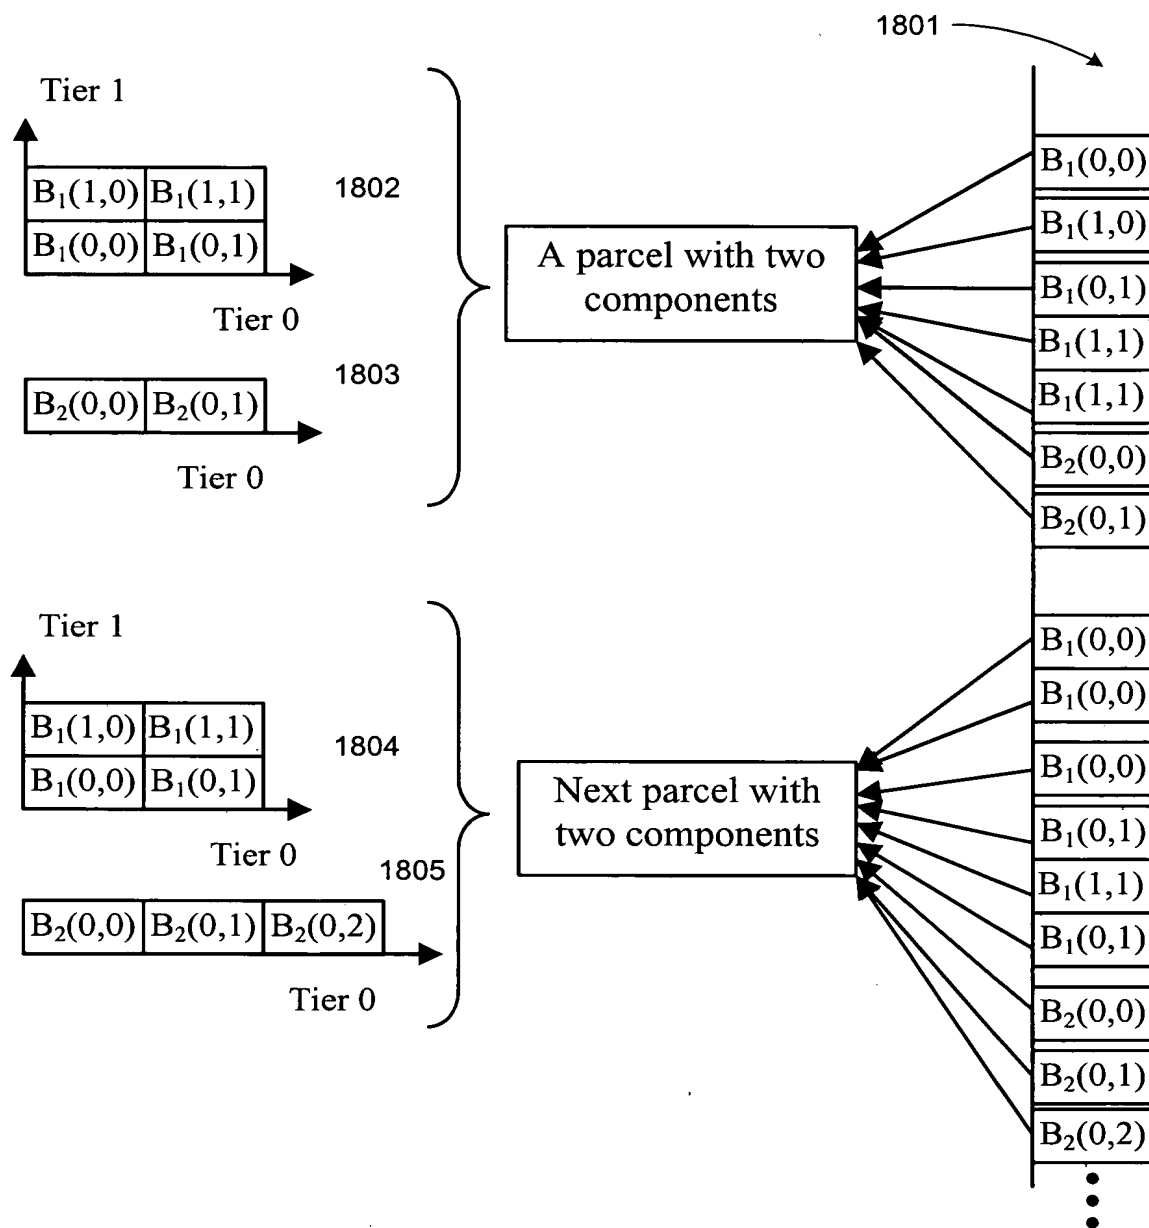 1801
Tier 1
B₁(1,0) B₁(1,1)
B₁(0,0) B₁(0,1)
Tier 0
1802
B₂(0,0) B₂(0,1)
Tier 0
1803
A parcel with two
components
B₁(0,0)
B₁(1,0)
B₁(0,1)
B₁(1,1)
B₁(1,1)
B₂(0,0)
B₂(0,1)
Tier 1
B₁(1,0) B₁(1,1)
B₁(0,0) B₁(0,1)
Tier 0
1804
1805
B₂(0,0) B₂(0,1) B₂(0,2)
Tier 0
Next parcel with
two components
B₁(0,0)
B₁(0,0)
B₁(0,0)
B₁(0,1)
B₁(1,1)
B₁(0,1)
B₂(0,0)
B₂(0,1)
B₂(0,2)